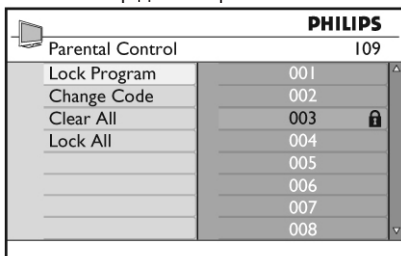 PHILIPS
Parental Control 109
Lock Program 001
Change Code 002
Clear All 003
Lock All 004
005
006
007
008